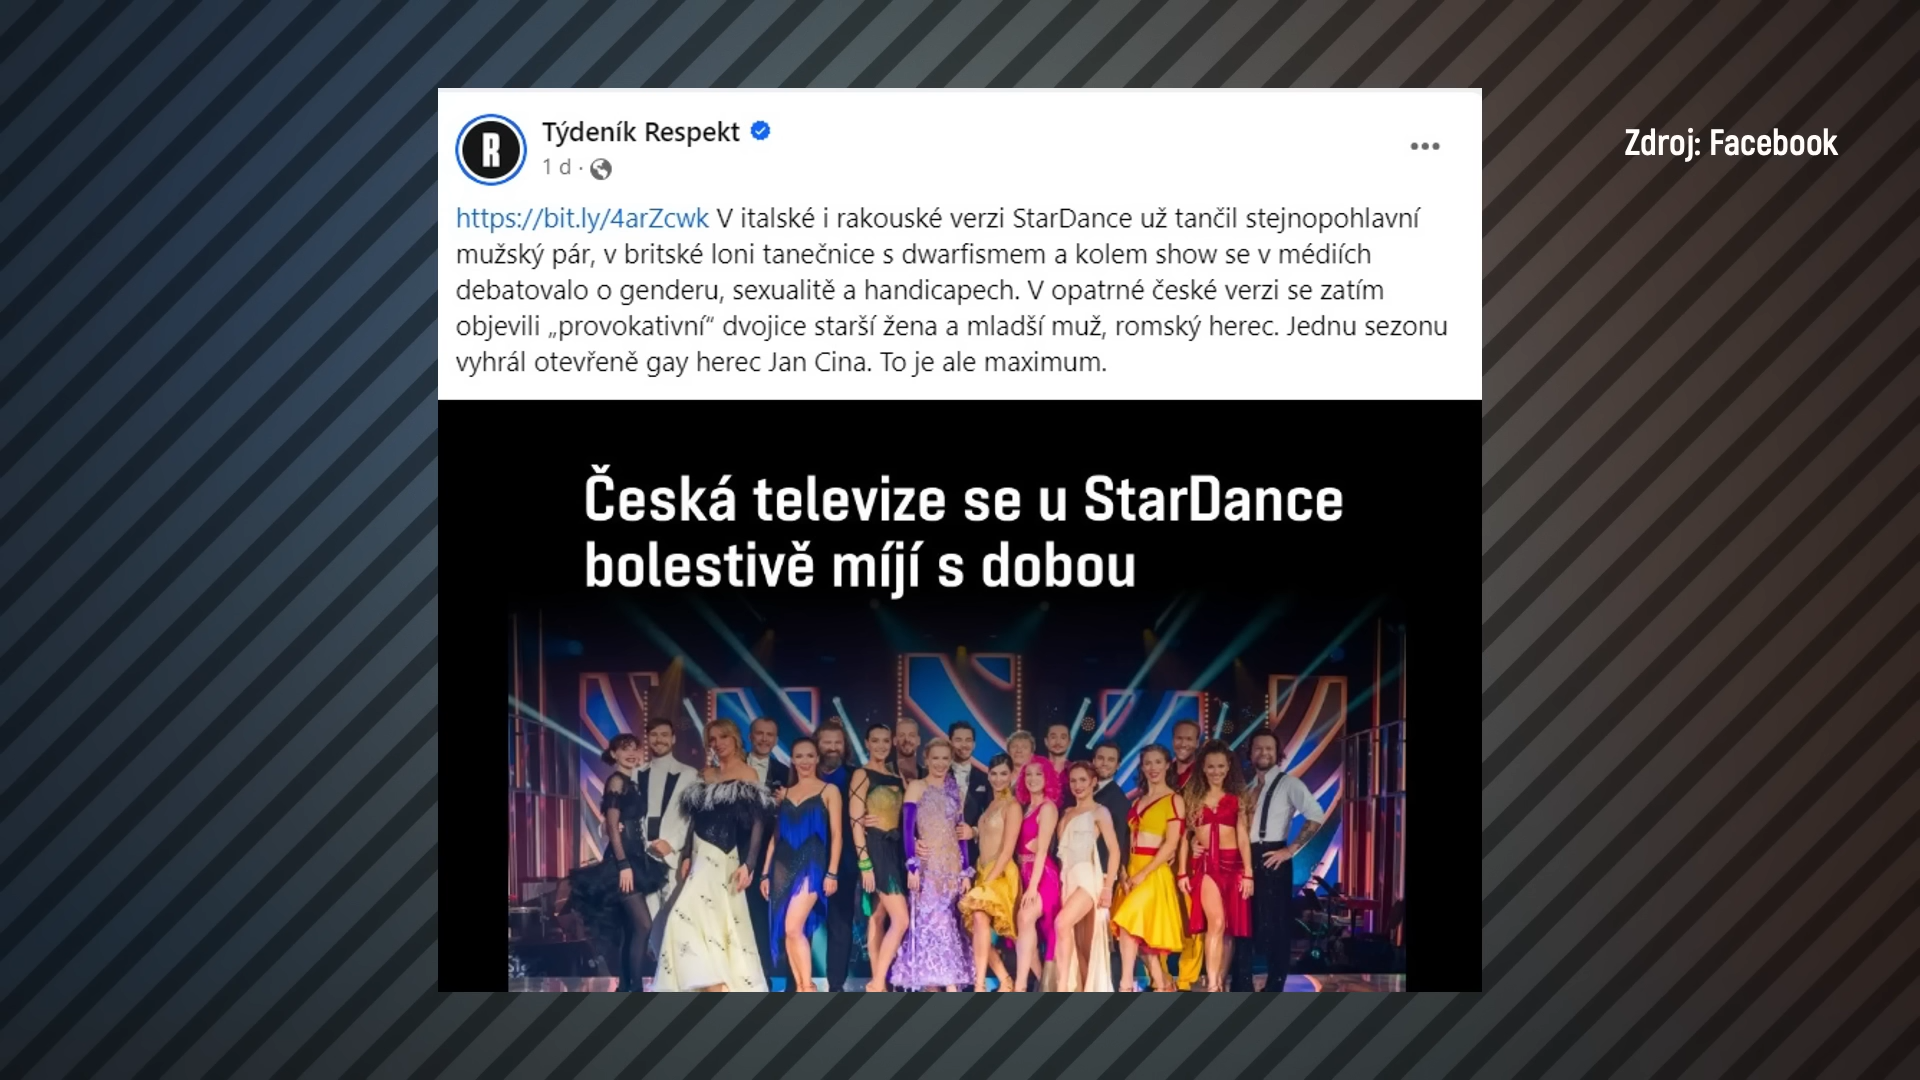 Týdeník Respekt
1 d ·
https://bit.ly/4arZcwk V italské i rakouské verzi StarDance už tančil stejnopohlavní
mužský pár, v britské loni tanečnice s dwarfismem a kolem show se v médiích
debatovalo o genderu, sexualitě a handicapech. V opatrné české verzi se zatím
objevili „provokativní“ dvojice starší žena a mladší muž, romský herec. Jednu sezonu
vyhrál otevřeně gay herec Jan Cina. To je ale maximum.
Česká televize se u StarDance
bolestivě míjí s dobou
Zdroj: Facebook
R